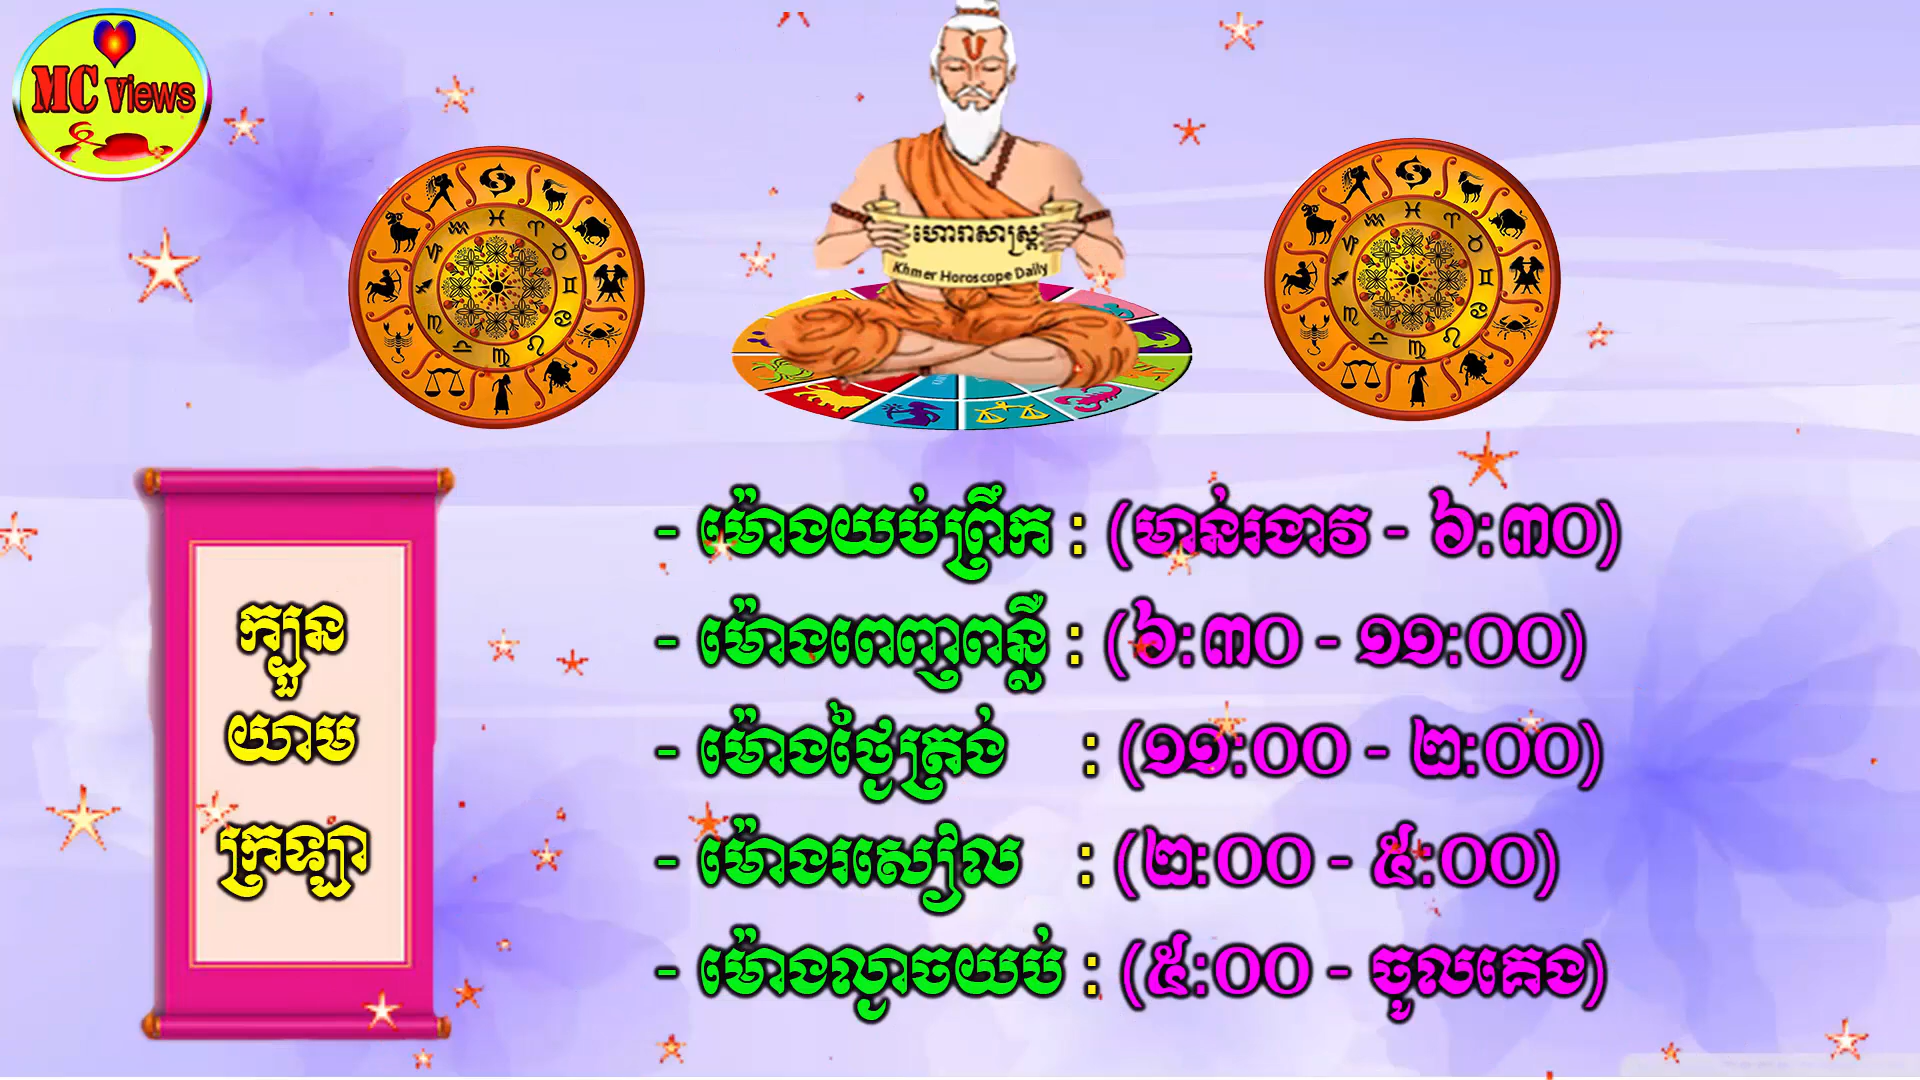 MC Views
ហោរាសាស្ត្រ
Khmer Horoscope Daily
ក្បួន
យាម
ក្រឡា
- ម៉ោងយប់ព្រឹក : (មាន់រងាវ - ៦:៣០)
- ម៉ោងពេញពន្លឺ : (៦:៣០ - ១១:០០)
- ម៉ោងថ្ងៃត្រង់ : (១១:០០ - ២:០០)
- ម៉ោងរសៀល : (២:០០ - ៥:០០)
- ម៉ោងល្ងាចយប់ : (៥:០០ - ចូលគេង)